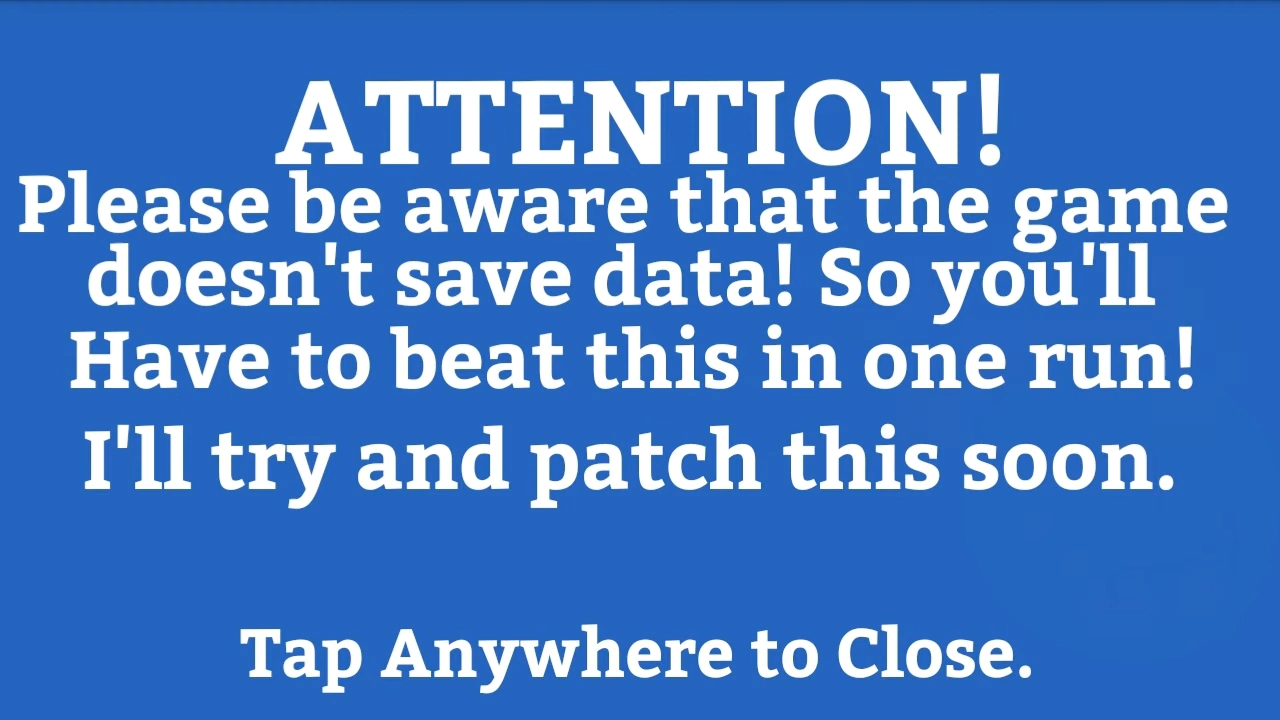 ATTENTION!
Please be aware that the game
doesn't save data! So you'll
Have to beat this in one run!
I'll try and patch this soon.
Tap Anywhere to Close.